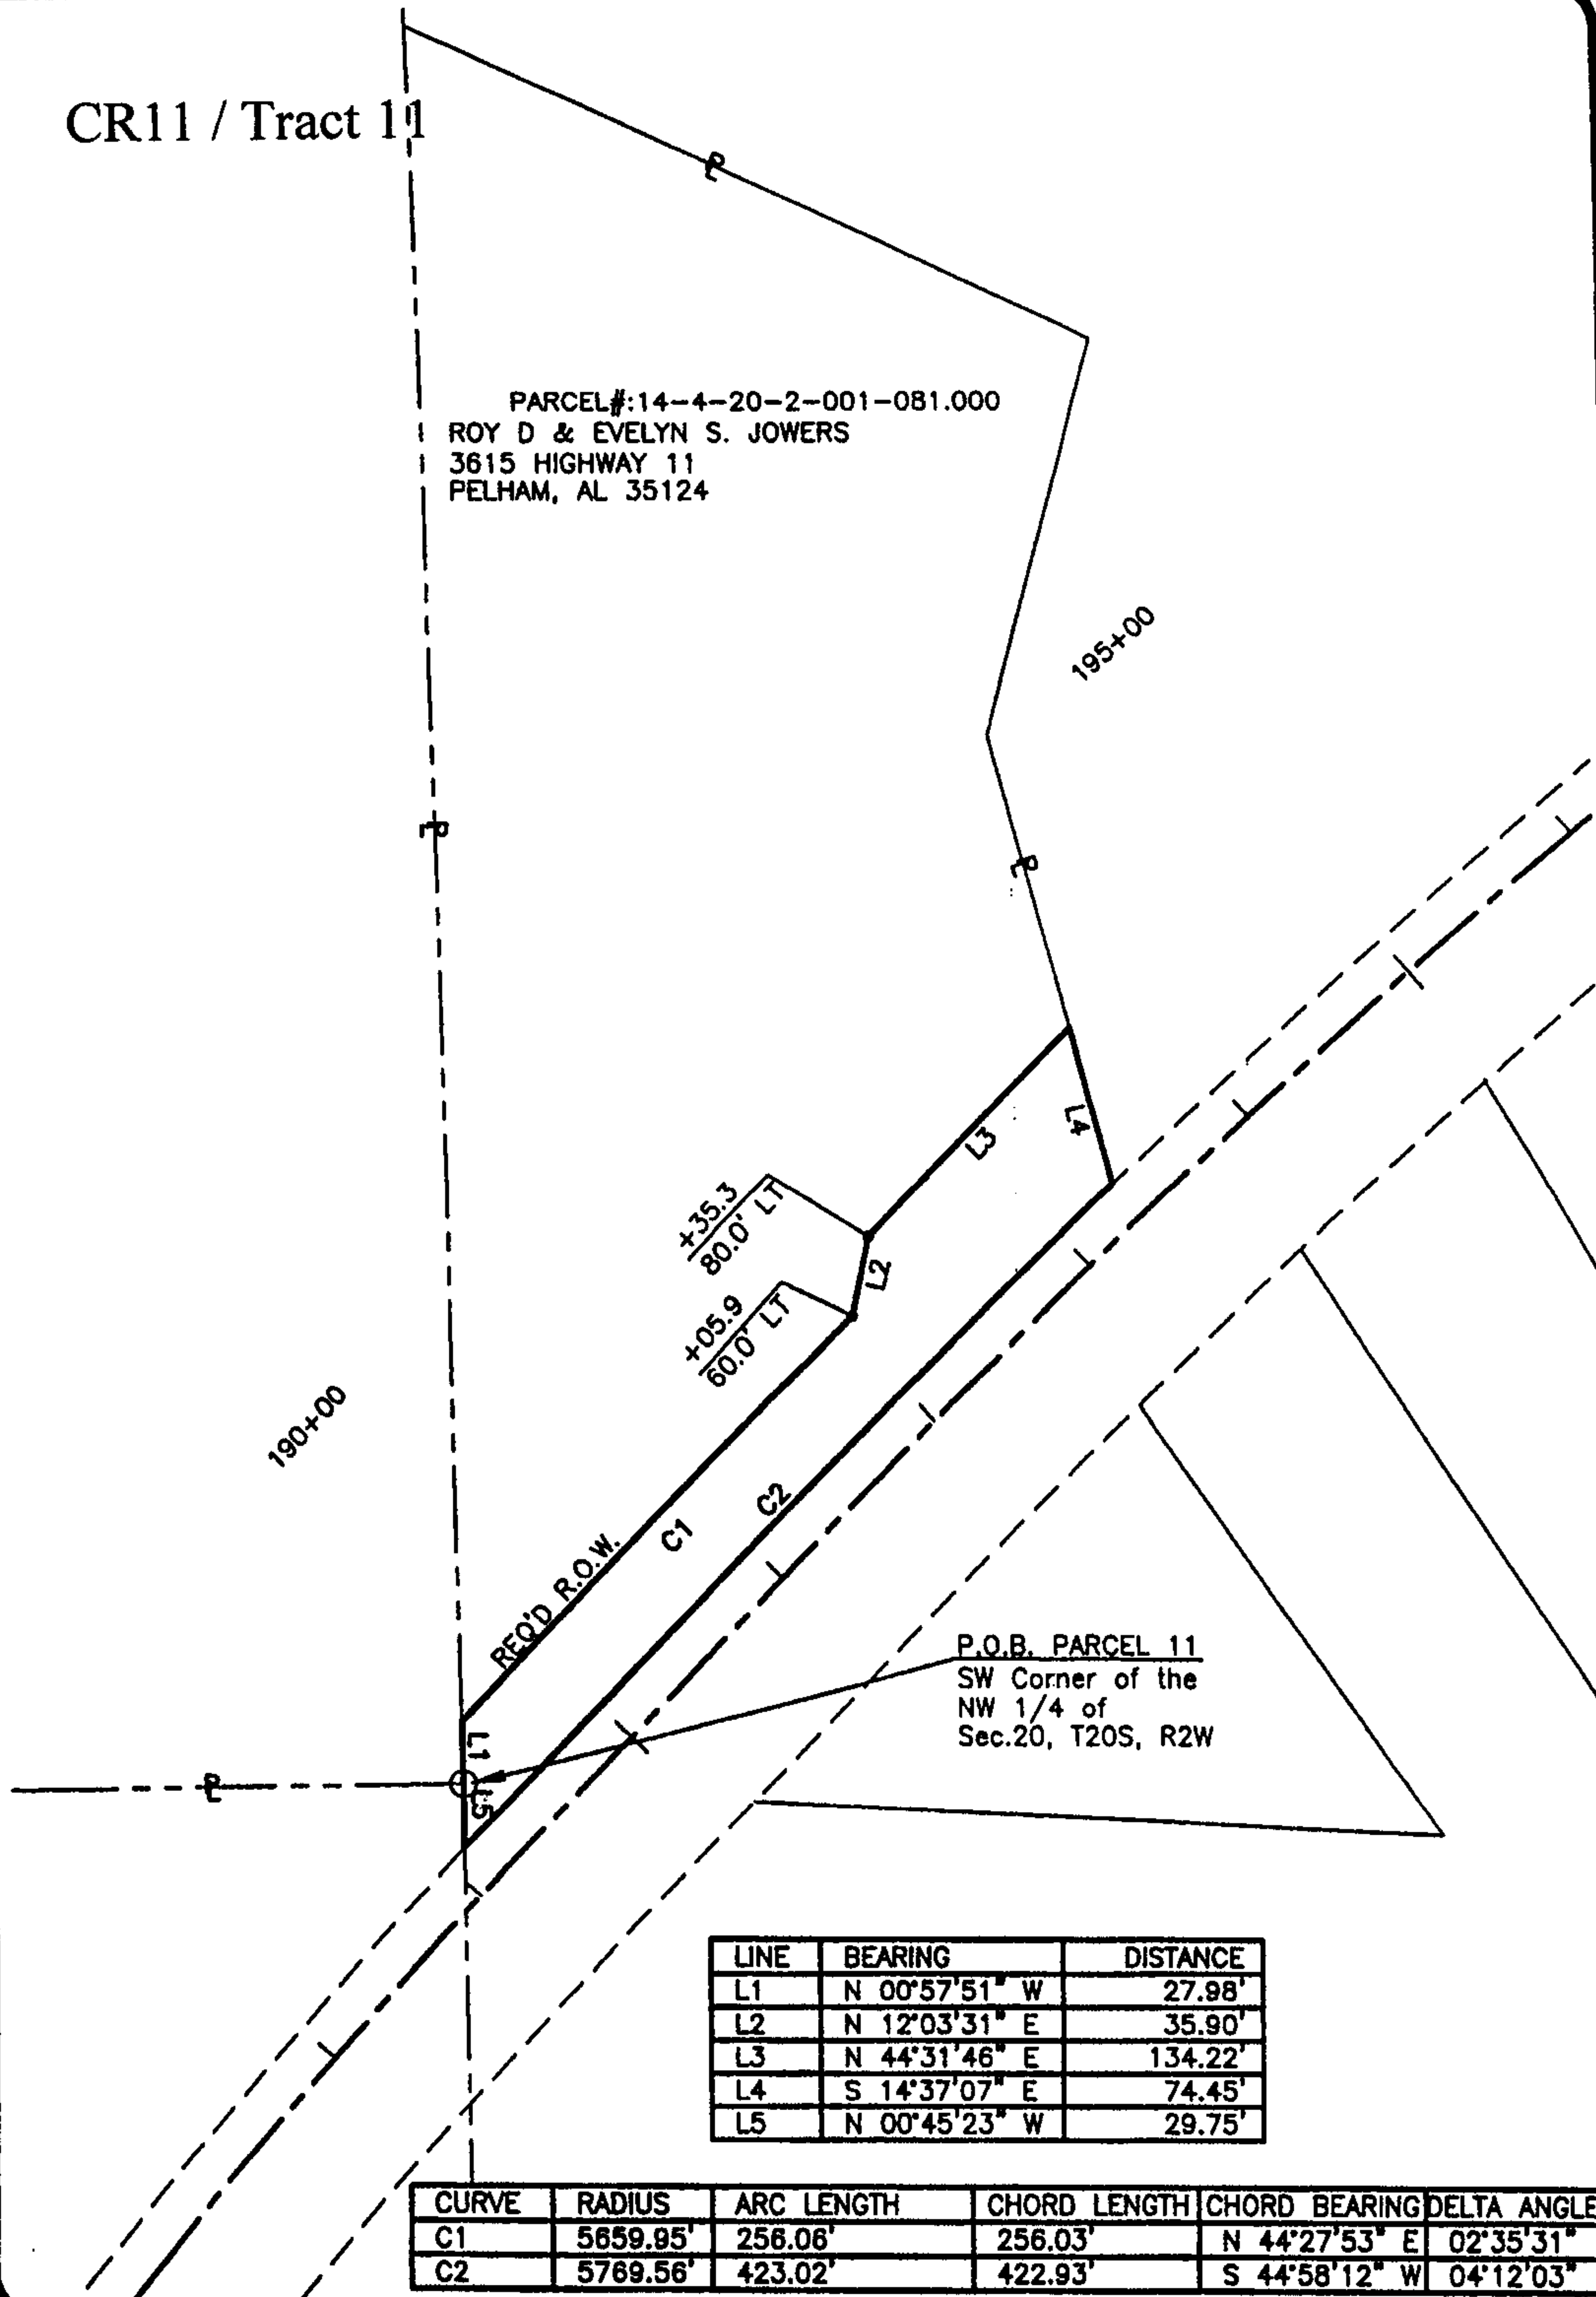 CR11 / Tract 11
PARCEL#:14-4-20-2-001-081.000
ROY D & EVELYN S. JOWERS
3615 HIGHWAY 11
PELHAM, AL 35124
195+00
L4
L3
+35.3
80.0' LT
L2
+05.9
60.0' LT
190+00
C2
C1
REQ'D R.O.W.
P.O.B. PARCEL 11
SW Corner of the
NW 1/4 of
Sec.20, T20S, R2W
L1
L5
LINE BEARING DISTANCE
L1 N 00°57'51" W 27.98'
L2 N 12°03'31" E 35.90'
L3 N 44°31'46" E 134.22'
L4 S 14°37'07" E 74.45'
L5 N 00°45'23" W 29.75'
CURVE RADIUS ARC LENGTH CHORD LENGTH CHORD BEARING DELTA ANGLE
C1 5659.95' 256.06' 256.03' N 44°27'53" E 02°35'31"
C2 5769.56' 423.02' 422.93' S 44°58'12" W 04°12'03"